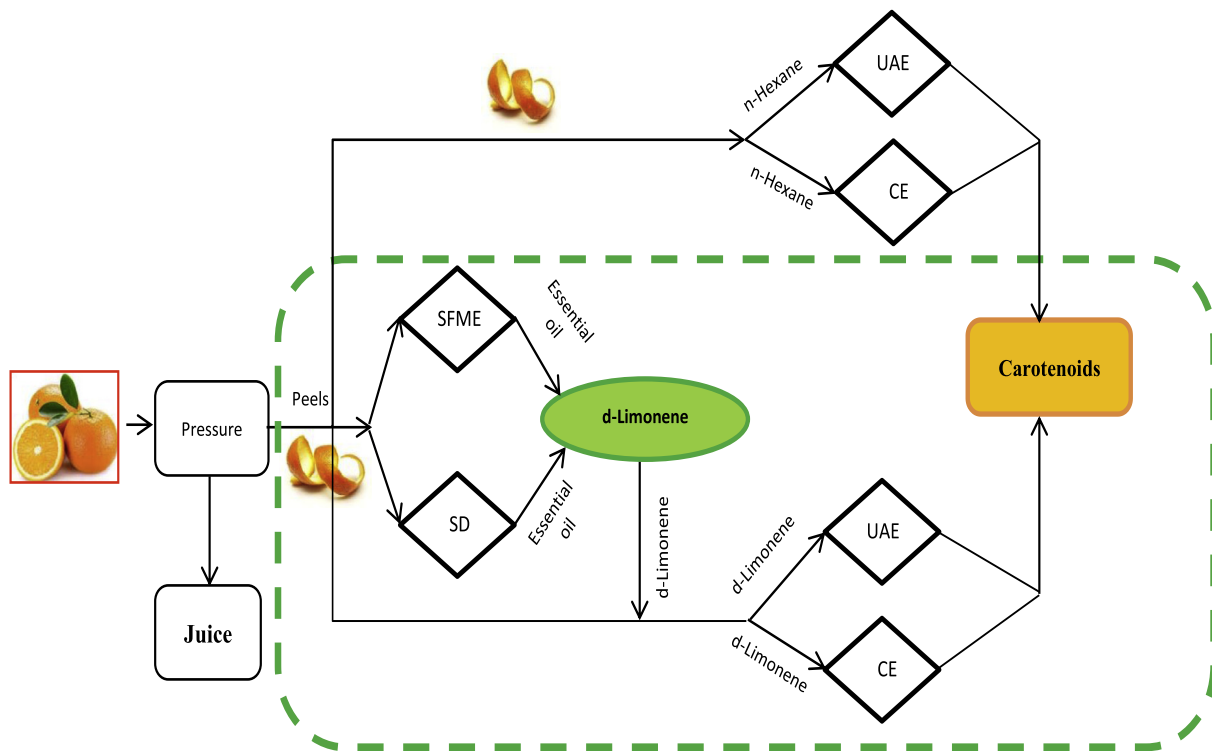 n-Hexane
UAE
n-Hexane
CE
SFME
Essential
oil
Carotenoids
Peels
Pressure
d-Limonene
SD
Essential
oil
d-Limonene
d-Limonene
UAE
Juice
d-Limonene
CE